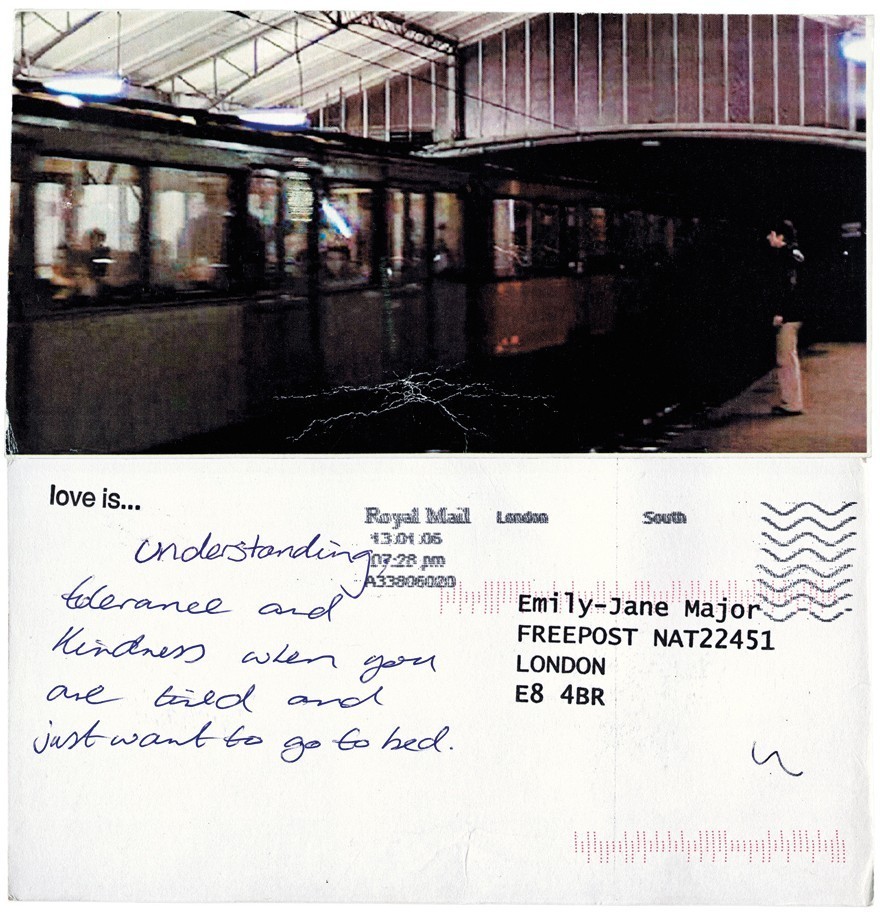 love is...
understanding,
tolerance and
kindness when you
are tired and
just want to go to bed.
Royal Mail London South
13.01.06
07:28 pm
A33806020
Emily-Jane Major
FREEPOST NAT22451
LONDON
E8 4BR